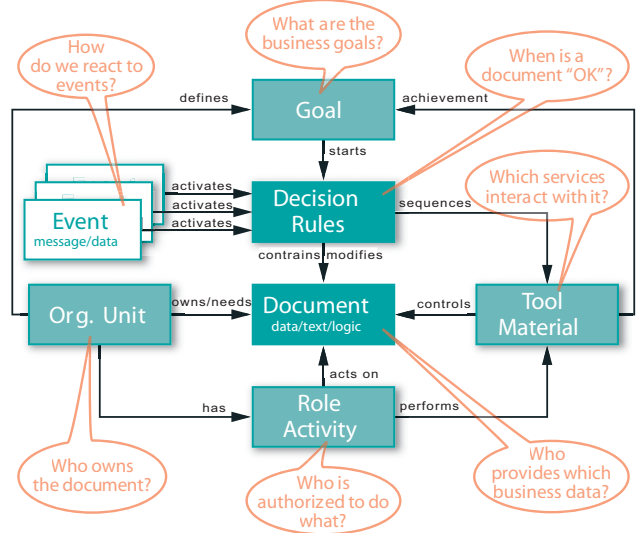 What are the
business goals?
How
do we react to
events?
When is a
document “OK”?
defines
Goal
achievement
starts
Which services
interact with it?
activates
activates
activates
Decision
Rules
sequences
Event
message/data
contrains modifies
Org. Unit
owns/needs
Document
data/text/logic
controls
Tool
Material
acts on
has
Role
Activity
performs
Who owns
the document?
Who is
authorized to do
what?
Who
provides which
business data?